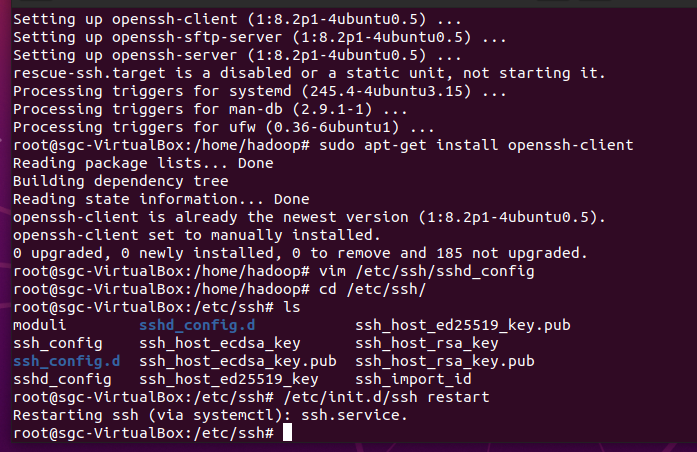 Setting up openssh-client (1:8.2p1-4ubuntu0.5) ...
Setting up openssh-sftp-server (1:8.2p1-4ubuntu0.5) ...
Setting up openssh-server (1:8.2p1-4ubuntu0.5) ...
rescue-ssh.target is a disabled or a static unit, not starting it.
Processing triggers for systemd (245.4-4ubuntu3.15) ...
Processing triggers for man-db (2.9.1-1) ...
Processing triggers for ufw (0.36-6ubuntu1) ...
root@sgc-VirtualBox:/home/hadoop# sudo apt-get install openssh-client
Reading package lists... Done
Building dependency tree
Reading state information... Done
openssh-client is already the newest version (1:8.2p1-4ubuntu0.5).
openssh-client set to manually installed.
0 upgraded, 0 newly installed, 0 to remove and 185 not upgraded.
root@sgc-VirtualBox:/home/hadoop# vim /etc/ssh/sshd_config
root@sgc-VirtualBox:/home/hadoop# cd /etc/ssh/
root@sgc-VirtualBox:/etc/ssh# ls
moduli sshd_config.d ssh_host_ed25519_key.pub
ssh_config ssh_host_ecdsa_key ssh_host_rsa_key
ssh_config.d ssh_host_ecdsa_key.pub ssh_host_rsa_key.pub
sshd_config ssh_host_ed25519_key ssh_import_id
root@sgc-VirtualBox:/etc/ssh# /etc/init.d/ssh restart
Restarting ssh (via systemctl): ssh.service.
root@sgc-VirtualBox:/etc/ssh#